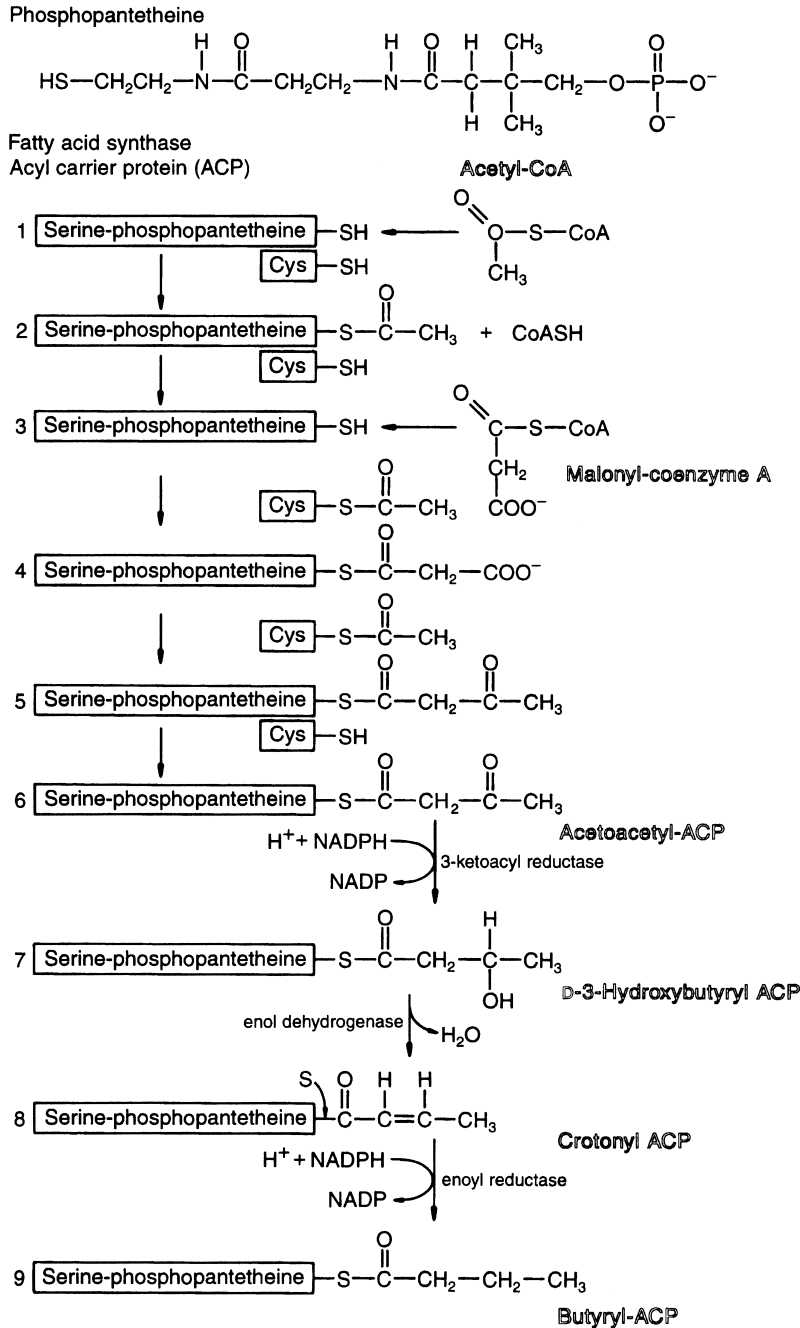 Phosphopantetheine
H O H O H CH₃ O
HS—CH₂CH₂—N—C—CH₂CH₂—N—C—C—C—CH₂—O—P—O⁻
H CH₃ O⁻
Fatty acid synthase
Acyl carrier protein (ACP)
Acetyl-CoA
O
1 Serine-phosphopantetheine —SH O—S—CoA
Cys —SH CH₃
O
2 Serine-phosphopantetheine —S—C—CH₃ + CoASH
Cys —SH
O
3 Serine-phosphopantetheine —SH C—S—CoA
CH₂
Malonyl-coenzyme A
O
Cys —S—C—CH₃ COO⁻
O
4 Serine-phosphopantetheine —S—C—CH₂—COO⁻
O
Cys —S—C—CH₃
O O
5 Serine-phosphopantetheine —S—C—CH₂—C—CH₃
Cys —SH
O O
6 Serine-phosphopantetheine —S—C—CH₂—C—CH₃
Acetoacetyl-ACP
H⁺ + NADPH
3-ketoacyl reductase
NADP
O H
7 Serine-phosphopantetheine —S—C—CH₂—C—CH₃
OH
D-3-Hydroxybutyryl ACP
enol dehydrogenase
H₂O
S O H H
8 Serine-phosphopantetheine —C—C=C—CH₃
Crotonyl ACP
H⁺ + NADPH
enoyl reductase
NADP
O
9 Serine-phosphopantetheine —S—C—CH₂—CH₂—CH₃
Butyryl-ACP